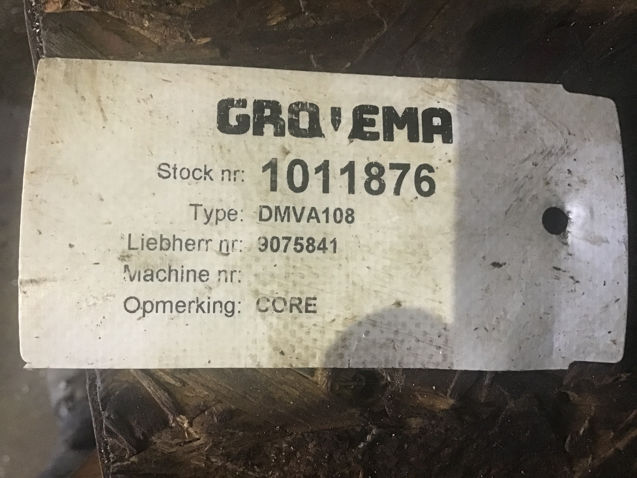 GROVEMA
Stock nr: 1011876
Type: DMVA108
Liebherr nr: 9075841
Machine nr:
Opmerking: CORE